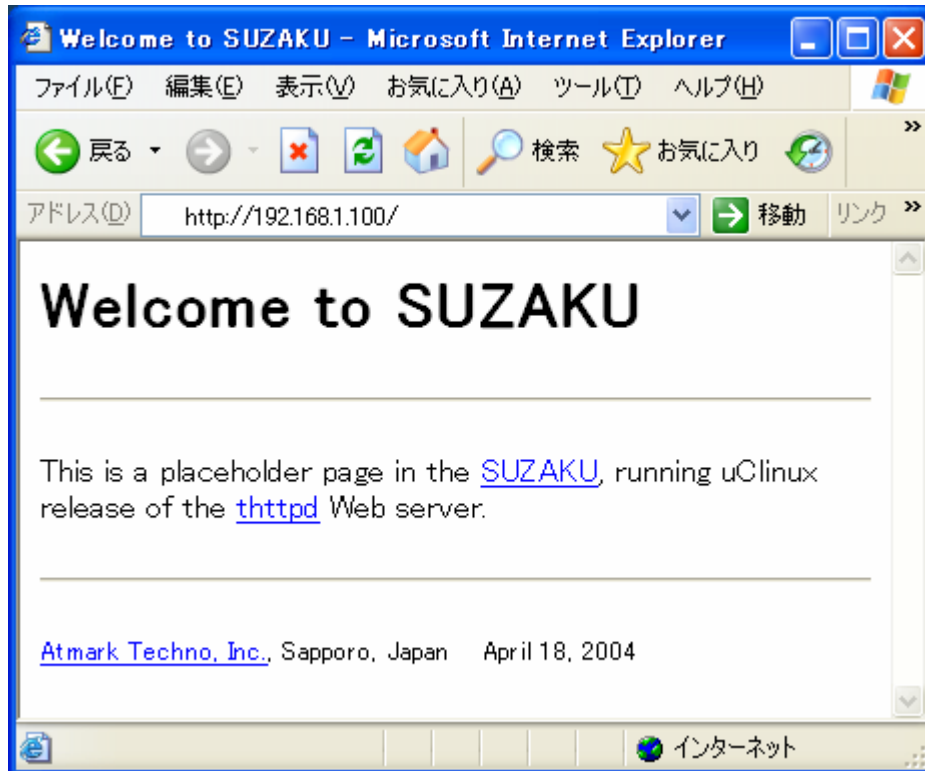 Welcome to SUZAKU - Microsoft Internet Explorer
ファイル(F) 編集(E) 表示(V) お気に入り(A) ツール(T) ヘルプ(H)
戻る 検索 お気に入り »
アドレス(D) http://192.168.1.100/ 移動 リンク »
Welcome to SUZAKU
This is a placeholder page in the SUZAKU, running uClinux
release of the thttpd Web server.
Atmark Techno, Inc., Sapporo, Japan April 18, 2004
インターネット